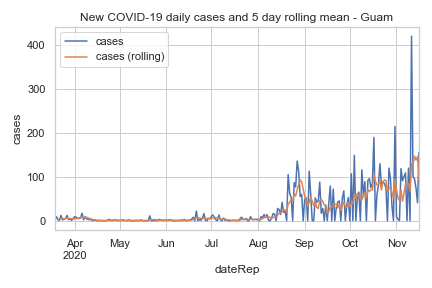 New COVID-19 daily cases and 5 day rolling mean - Guam
cases
cases (rolling)
cases
400
300
200
100
0
Apr May Jun Jul Aug Sep Oct Nov
2020
dateRep